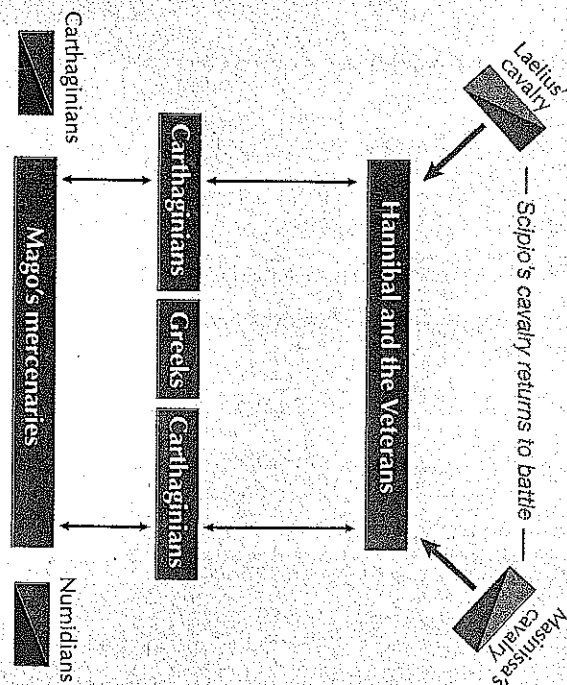 Laelius'
cavalry
— Scipio's cavalry returns to battle —
Masinissa's
cavalry
Hannibal and the Veterans
Carthaginians
Greeks
Carthaginians
Carthaginians
Mago's mercenaries
Numidians